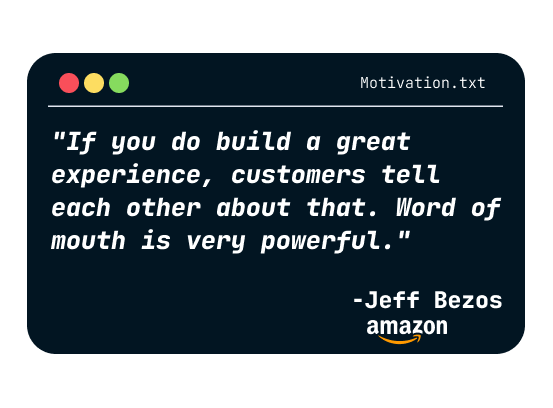 Motivation.txt
"If you do build a great
experience, customers tell
each other about that. Word of
mouth is very powerful."
-Jeff Bezos
amazon